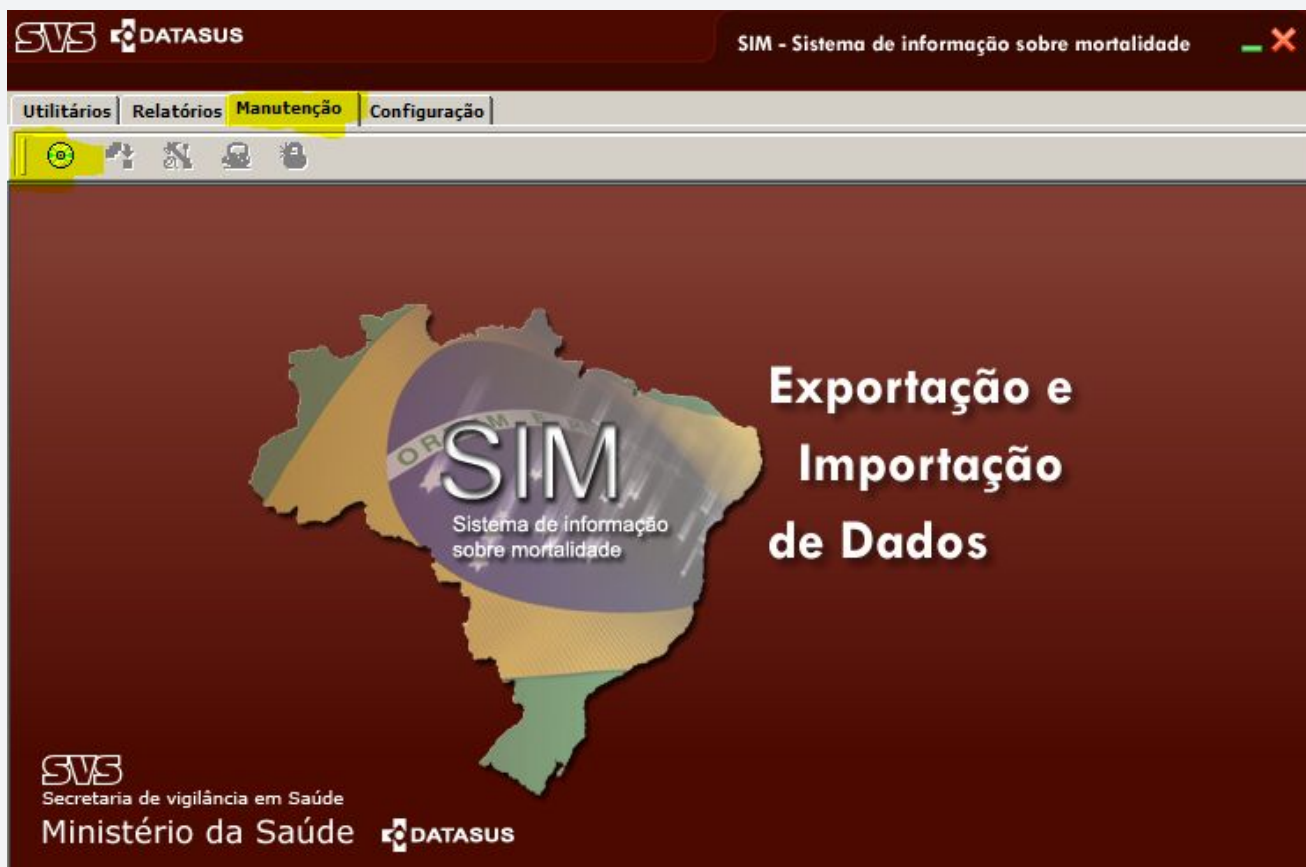 SVS DATASUS
SIM - Sistema de informação sobre mortalidade
Utilitários Relatórios Manutenção Configuração
ORDEM E
SIM
Sistema de informação
sobre mortalidade
Exportação e
Importação
de Dados
SVS
Secretaria de vigilância em Saúde
Ministério da Saúde DATASUS